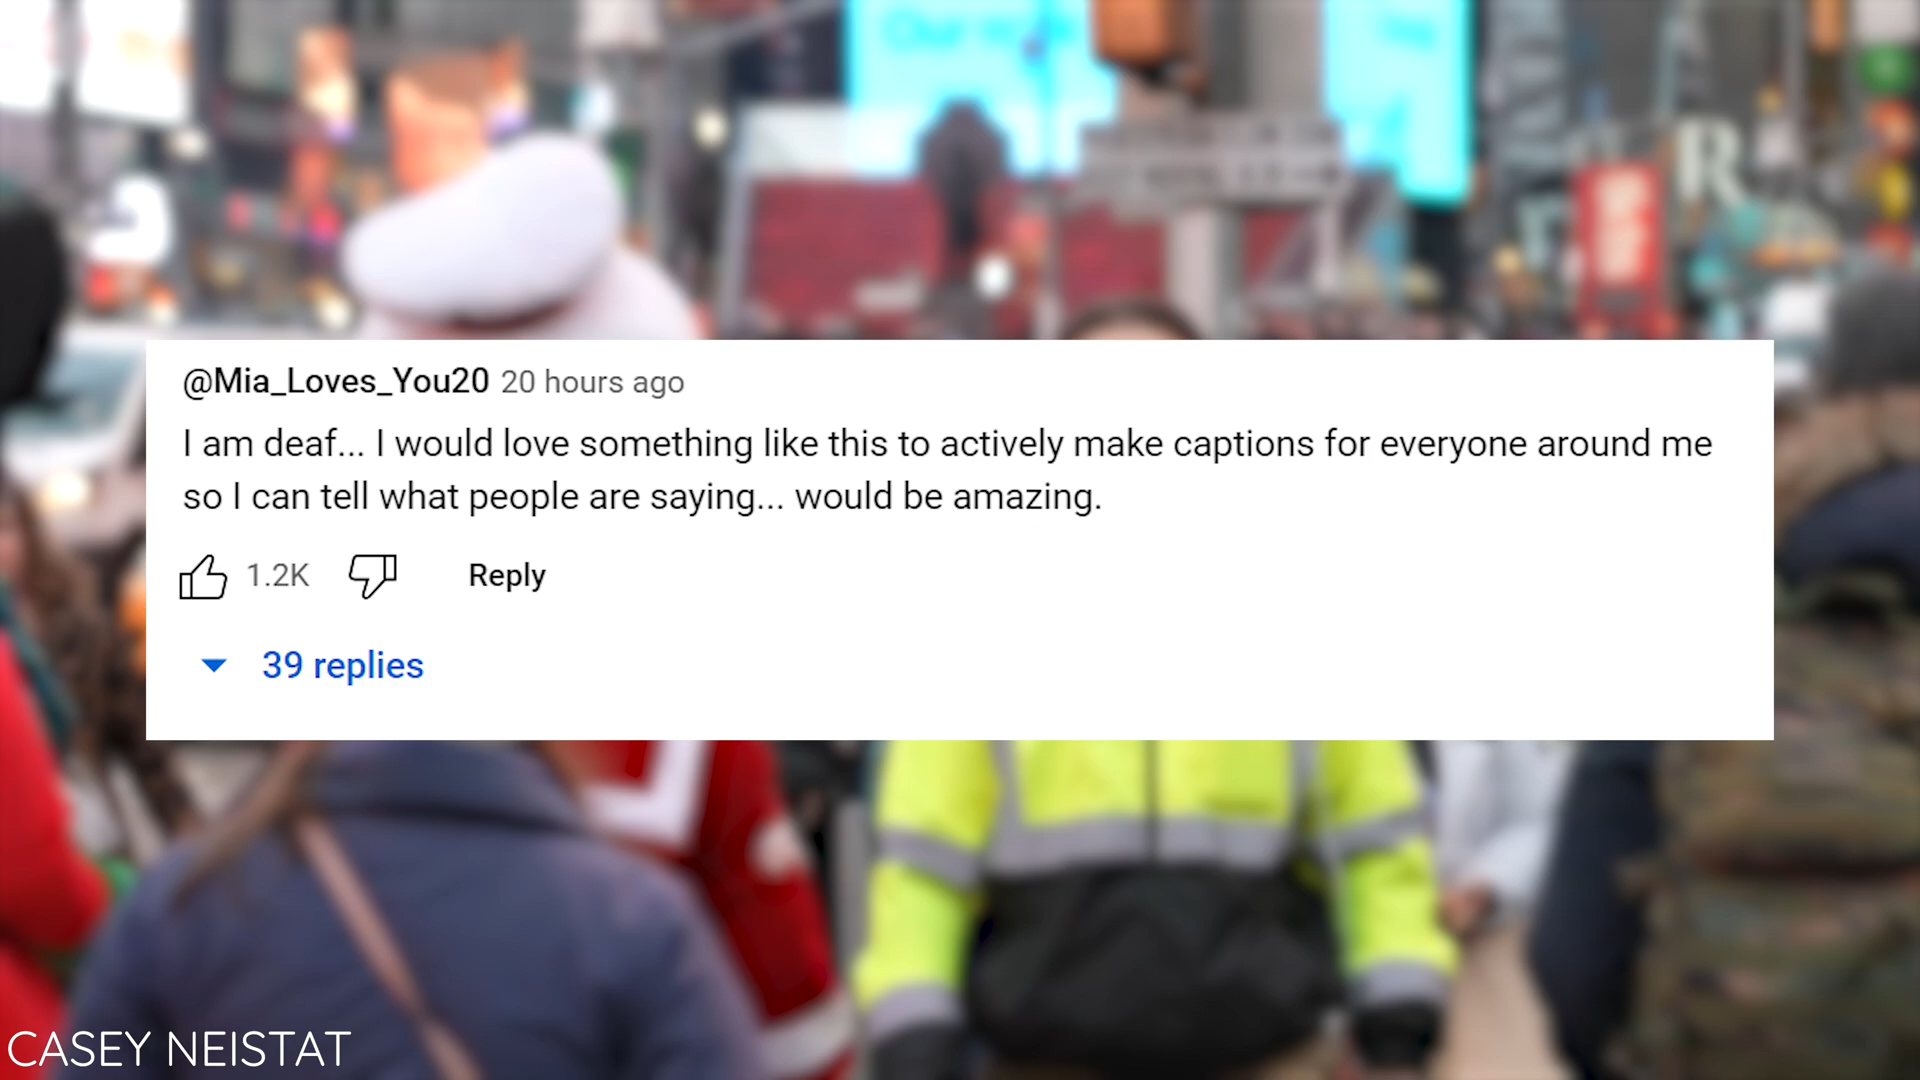 @Mia_Loves_You20 20 hours ago
I am deaf... I would love something like this to actively make captions for everyone around me
so I can tell what people are saying... would be amazing.
1.2K Reply
39 replies
CASEY NEISTAT